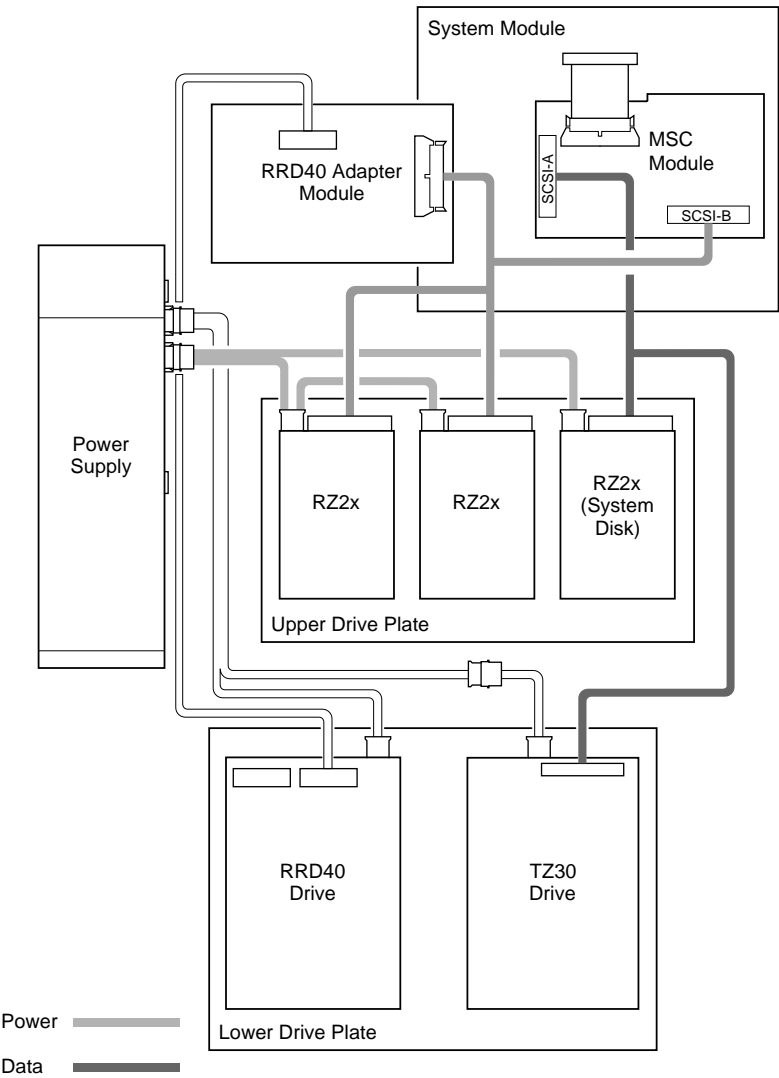 System Module
MSC
Module
SCSI-A
SCSI-B
RRD40 Adapter
Module
Power
Supply
RZ2x
RZ2x
RZ2x
(System
Disk)
Upper Drive Plate
RRD40
Drive
TZ30
Drive
Lower Drive Plate
Power
Data